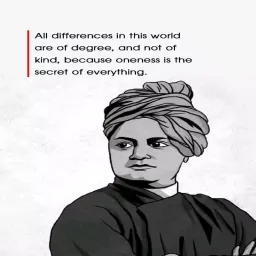 All differences in this world
are of degree, and not of
kind, because oneness is the
secret of everything.